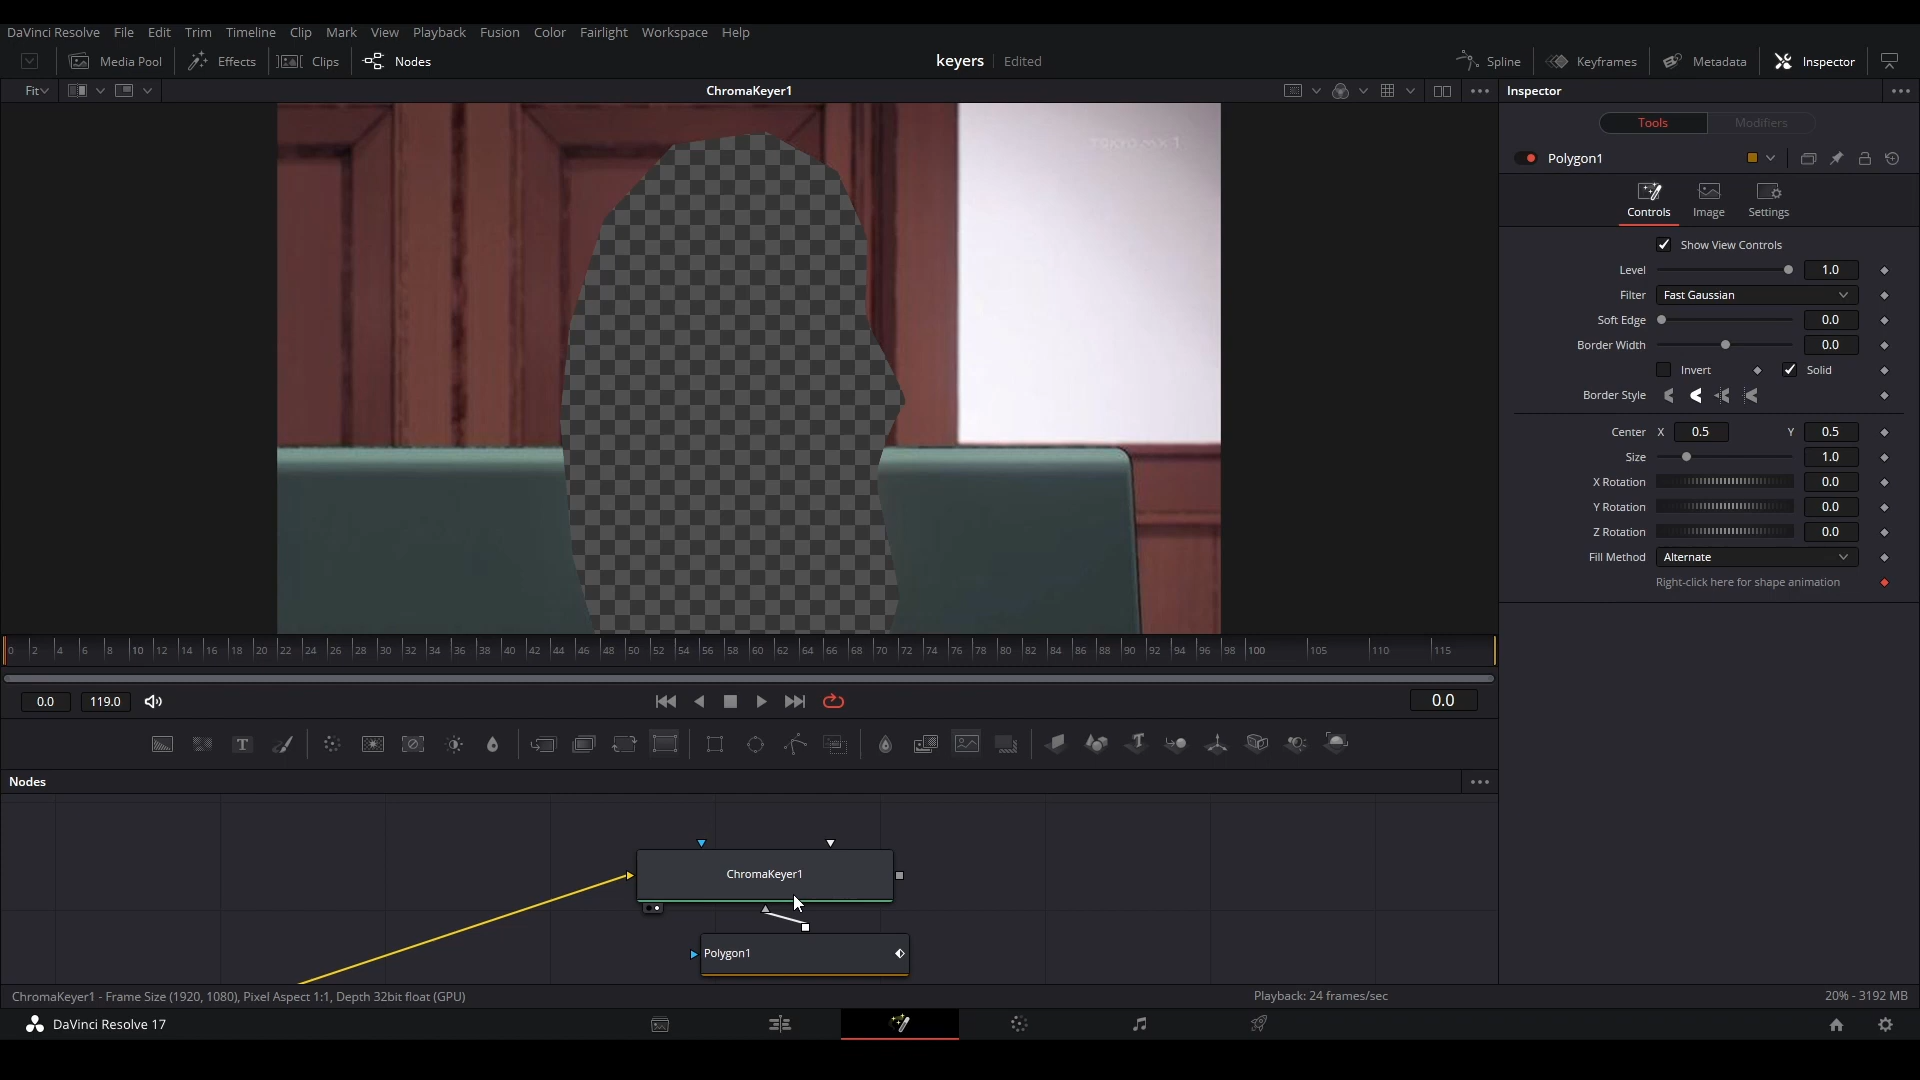 DaVinci Resolve File Edit Trim Timeline Clip Mark View Playback Fusion Color Fairlight Workspace Help
Media Pool Effects Clips Nodes keyers Edited Spline Keyframes Metadata Inspector
Fit ChromaKeyer1 Inspector
Tools Modifiers
TOKYO MX 1
Polygon1
Controls Image Settings
Show View Controls
Level 1.0
Filter Fast Gaussian
Soft Edge 0.0
Border Width 0.0
Invert Solid
Border Style
Center X 0.5 Y 0.5
Size 1.0
X Rotation 0.0
Y Rotation 0.0
Z Rotation 0.0
Fill Method Alternate
Right-click here for shape animation
0 2 4 6 8 10 12 14 16 18 20 22 24 26 28 30 32 34 36 38 40 42 44 46 48 50 52 54 56 58 60 62 64 66 68 70 72 74 76 78 80 82 84 86 88 90 92 94 96 98 100 105 110 115
0.0 119.0 0.0
T
Nodes
ChromaKeyer1
Polygon1
ChromaKeyer1 - Frame Size (1920, 1080), Pixel Aspect 1:1, Depth 32bit float (GPU) Playback: 24 frames/sec 20% - 3192 MB
DaVinci Resolve 17